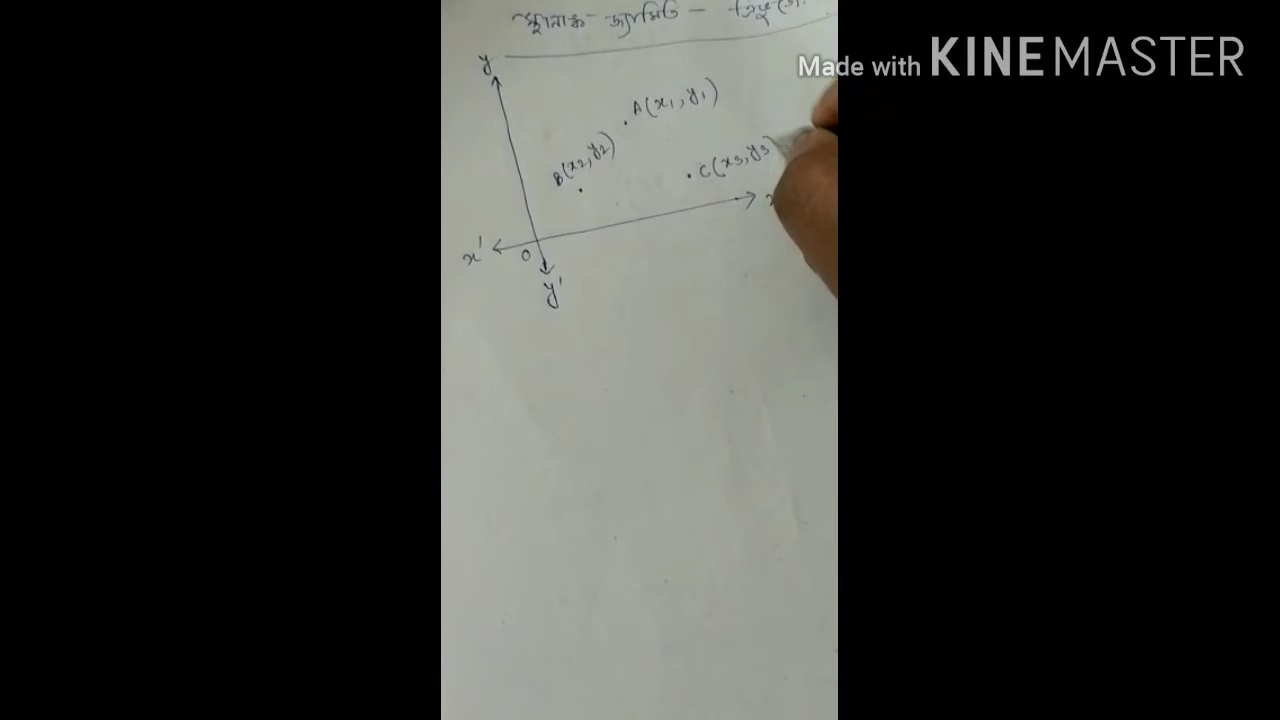 স্থানাঙ্ক জ্যামিতি -
Made with KINEMASTER
y
A(x1, y1)
B(x2, y2)
C(x3, y3)
x'
O
y'